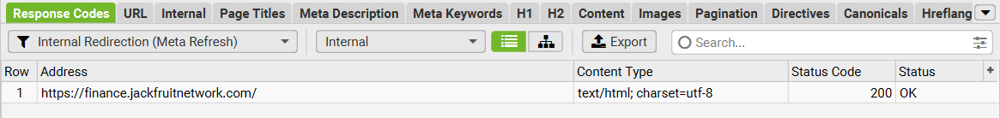 Response Codes URL Internal Page Titles Meta Description Meta Keywords H1 H2 Content Images Pagination Directives Canonicals Hreflang
Internal Redirection (Meta Refresh) Internal Export Search...
Row Address Content Type Status Code Status +
1 https://finance.jackfruitnetwork.com/ text/html; charset=utf-8 200 OK